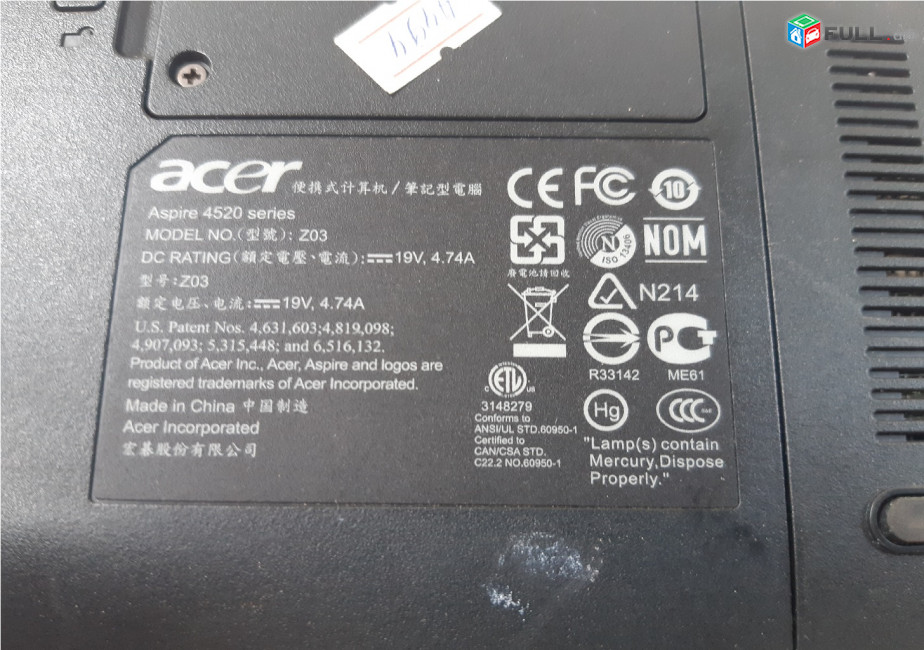 FULL
acer 便携式计算机 / 筆記型電腦
Aspire 4520 series
MODEL NO.(型號): Z03
DC RATING(額定電壓、電流): 19V, 4.74A
型号:Z03
额定电压、电流: 19V, 4.74A
U.S. Patent Nos. 4,631,603;4,819,098;
4,907,093; 5,315,448; and 6,516,132.
Product of Acer Inc., Acer, Aspire and logos are
registered trademarks of Acer Incorporated.
Made in China 中国制造
Acer Incorporated
宏碁股份有限公司
CE FC 10
N ISO 13406 NOM
廢電池請回收
N214
R33142 ME61
C ETL US
3148279
Conforms to
ANSI/UL STD.60950-1
Certified to
CAN/CSA STD.
C22.2 NO.60950-1
Hg CCC
"Lamp(s) contain
Mercury,Dispose
Properly."